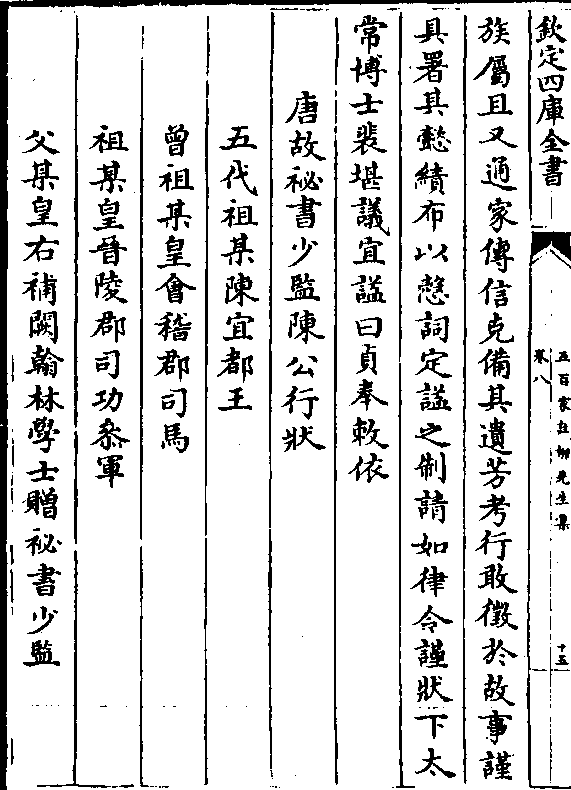 欽定四庫全書
五百家註柳先生集
卷八
十五
族屬且又通家傳信克備其遺芳考行敢徵於故事謹
具署其懿績布以愨詞定諡之制請如律令謹狀下太
常博士裴堪議宜諡曰貞奉敕依
唐故祕書少監陳公行狀
五代祖某陳宜都王
曾祖某皇會稽郡司馬
祖某皇晉陵郡司功叅軍
父某皇右補闕翰林學士贈祕書少監